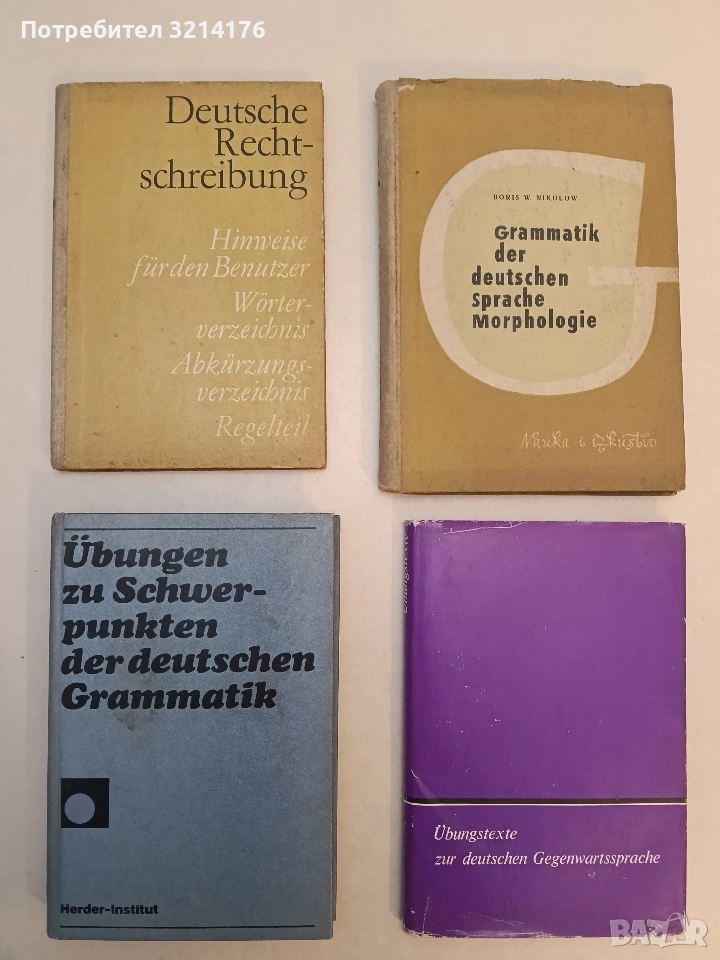 Потребител 3214176
Deutsche
Recht-
schreibung
Hinweise
für den Benutzer
Wörter-
verzeichnis
Abkürzungs-
verzeichnis
Regelteil
BORIS W. NIKOLOW
Grammatik
der
deutschen
Sprache
Morphologie
Nauka i Izkustvo
Übungen
zu Schwer-
punkten
der deutschen
Grammatik
Herder-Institut
Übungstexte
Übungstexte
zur deutschen Gegenwartssprache
BAZAR